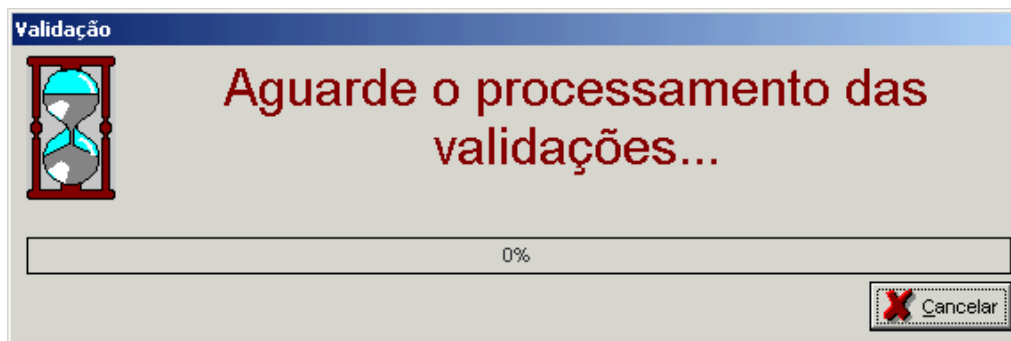 Validação
Aguarde o processamento das
validações...
0%
Cancelar